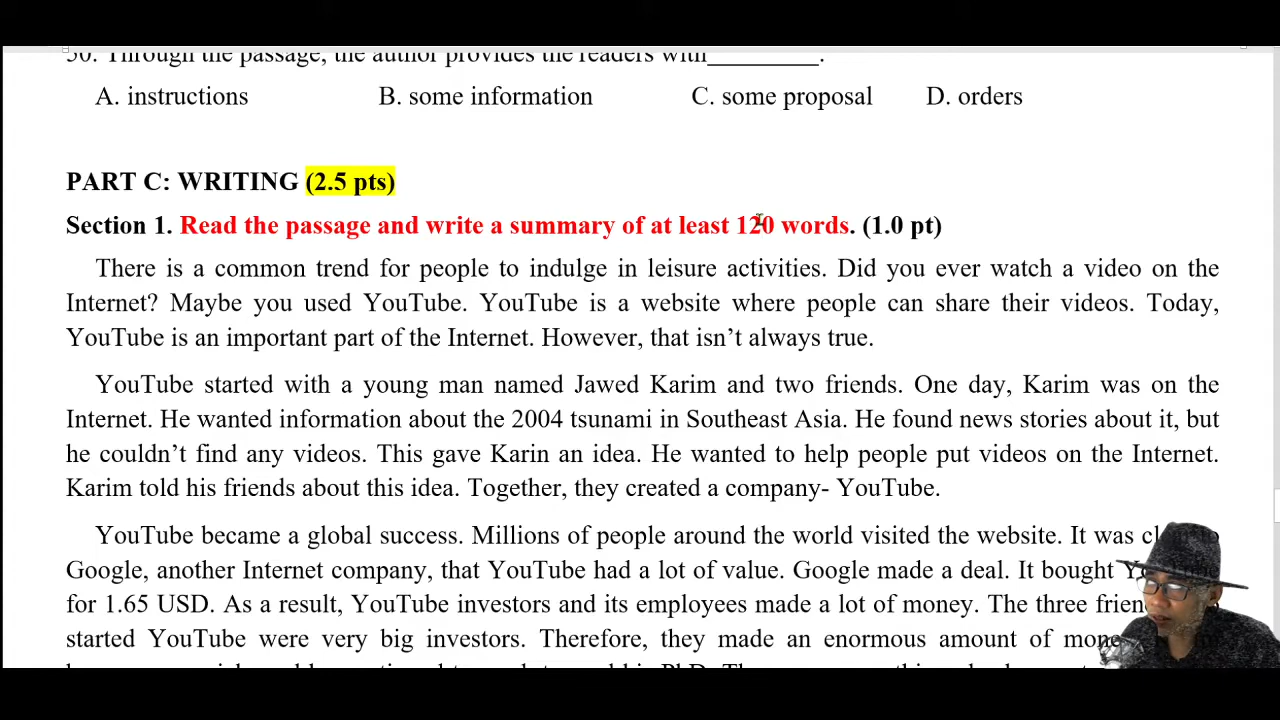 50. Through the passage, the author provides the readers with_________.
A. instructions B. some information C. some proposal D. orders
PART C: WRITING (2.5 pts)
Section 1. Read the passage and write a summary of at least 120 words. (1.0 pt)
There is a common trend for people to indulge in leisure activities. Did you ever watch a video on the
Internet? Maybe you used YouTube. YouTube is a website where people can share their videos. Today,
YouTube is an important part of the Internet. However, that isn’t always true.
YouTube started with a young man named Jawed Karim and two friends. One day, Karim was on the
Internet. He wanted information about the 2004 tsunami in Southeast Asia. He found news stories about it, but
he couldn’t find any videos. This gave Karin an idea. He wanted to help people put videos on the Internet.
Karim told his friends about this idea. Together, they created a company- YouTube.
YouTube became a global success. Millions of people around the world visited the website. It was
Google, another Internet company, that YouTube had a lot of value. Google made a deal. It bought
for 1.65 USD. As a result, YouTube investors and its employees made a lot of money. The three
started YouTube were very big investors. Therefore, they made an enormous amount of